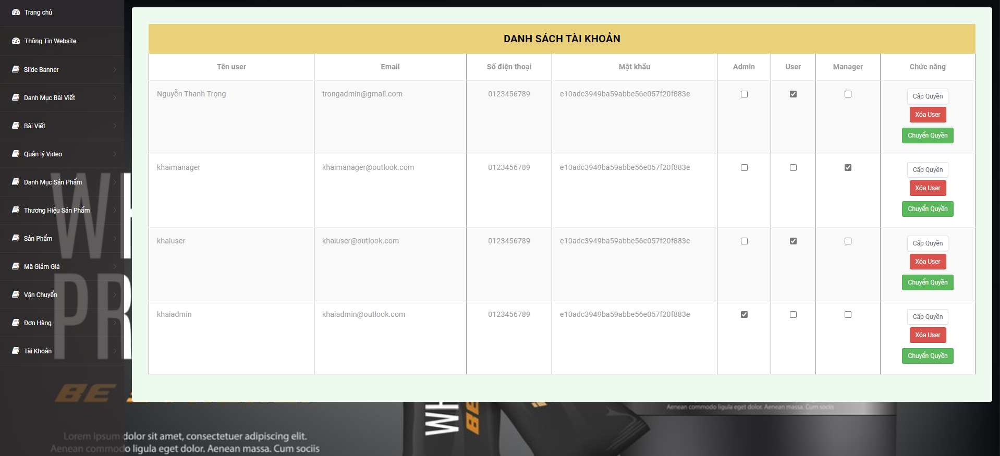 Trang chủ
Thông Tin Website
Slide Banner
Danh Mục Bài Viết
Bài Viết
Quản lý Video
Danh Mục Sản Phẩm
Thương Hiệu Sản Phẩm
Sản Phẩm
Mã Giảm Giá
Vận Chuyển
Đơn Hàng
Tài Khoản
DANH SÁCH TÀI KHOẢN
Tên user Email Số điện thoại Mật khẩu Admin User Manager Chức năng
Nguyễn Thanh Trọng trongadmin@gmail.com 0123456789 e10adc3949ba59abbe56e057f20f883e Cấp Quyền
Xóa User
Chuyển Quyền
khaimanager khaimanager@outlook.com 0123456789 e10adc3949ba59abbe56e057f20f883e Cấp Quyền
Xóa User
Chuyển Quyền
khaiuser khaiuser@outlook.com 0123456789 e10adc3949ba59abbe56e057f20f883e Cấp Quyền
Xóa User
Chuyển Quyền
khaiadmin khaiadmin@outlook.com 0123456789 e10adc3949ba59abbe56e057f20f883e Cấp Quyền
Xóa User
Chuyển Quyền
WH
PR
BE
WH
BE
Aenean commodo ligula eget dolor. Aenean massa. Cum sociis
Lorem ipsum dolor sit amet, consectetuer adipiscing elit.
Aenean commodo ligula eget dolor. Aenean massa. Cum sociis